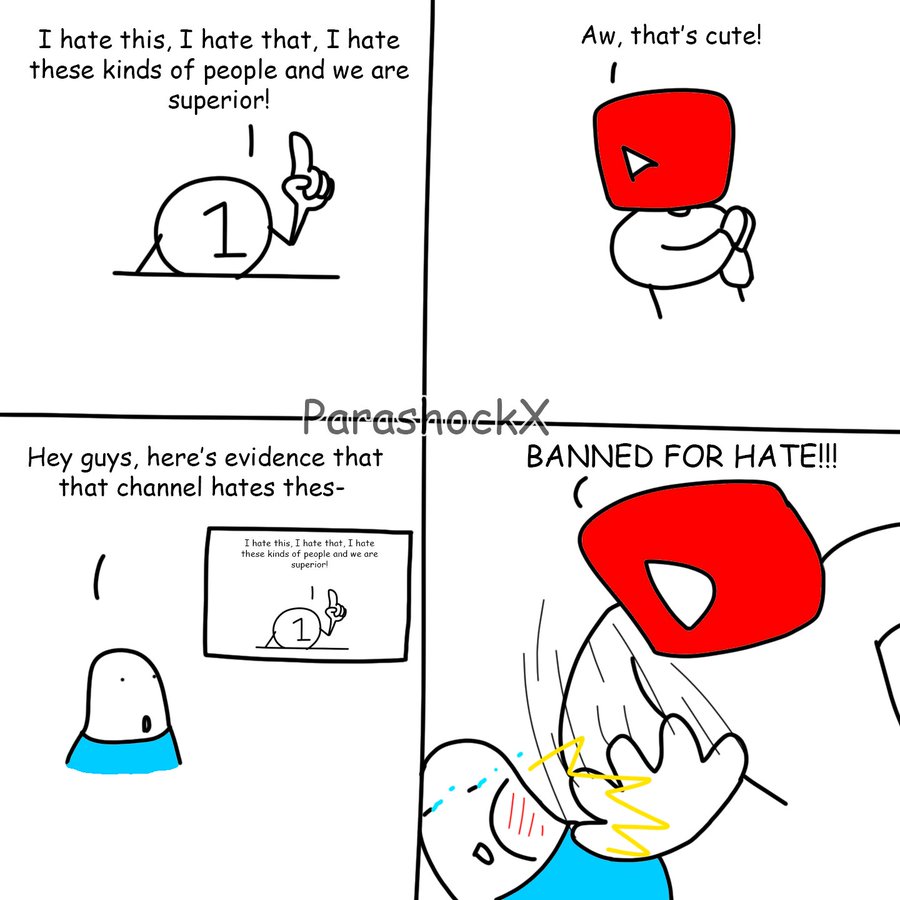 I hate this, I hate that, I hate
these kinds of people and we are
superior!
1
Aw, that's cute!
ParashockX
Hey guys, here's evidence that
that channel hates thes-
I hate this, I hate that, I hate
these kinds of people and we are
superior!
1
BANNED FOR HATE!!!